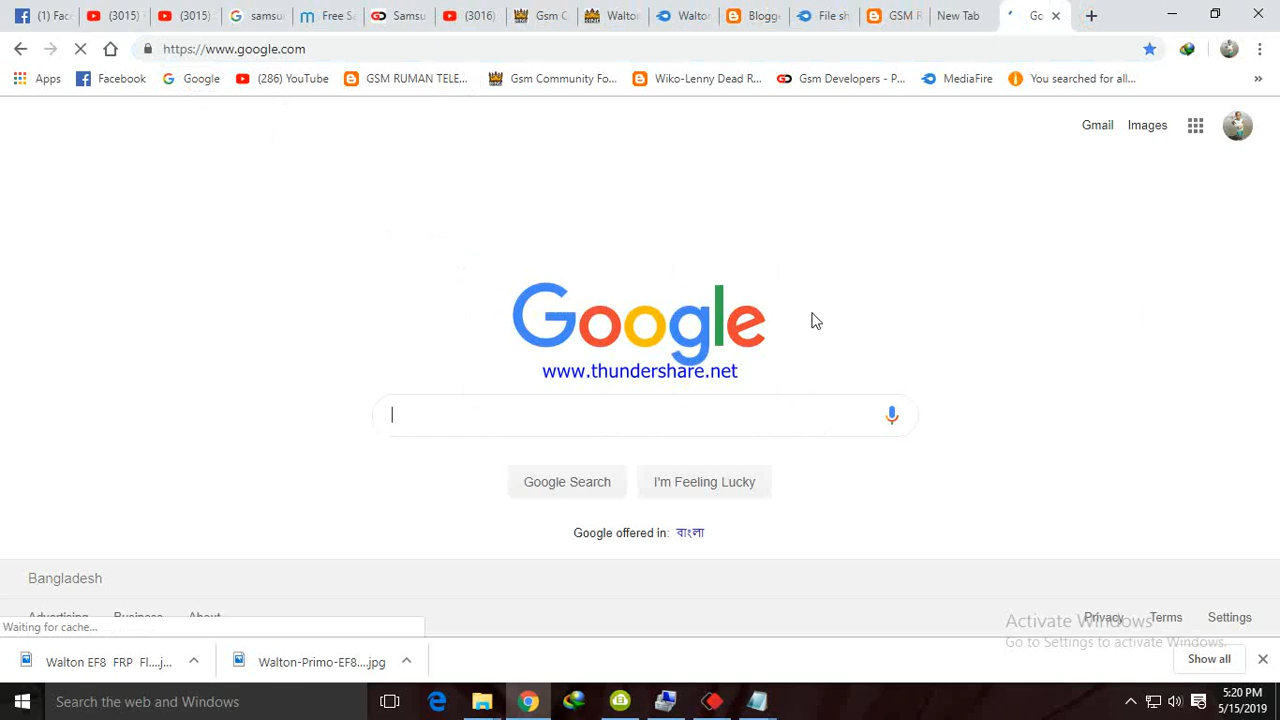 (1) Fac
(3015)
(3015)
samsu
Free Sa
Samsu
(3016)
Gsm C
Walton
Walton
Blogge
File sh
GSM R
New Tab
Go
https://www.google.com
Apps
Facebook
Google
(286) YouTube
GSM RUMAN TELE...
Gsm Community Fo...
Wiko-Lenny Dead R...
Gsm Developers - P...
MediaFire
You searched for all...
»
Gmail
Images
Google
www.thundershare.net
Google Search
I'm Feeling Lucky
Google offered in: বাংলা
Bangladesh
Advertising
Business
About
Privacy
Terms
Settings
Waiting for cache...
Activate Windows
Go to Settings to activate Windows.
Walton EF8 FRP Fl....j...
Walton-Primo-EF8....jpg
Show all
Search the web and Windows
5:20 PM
5/15/2019